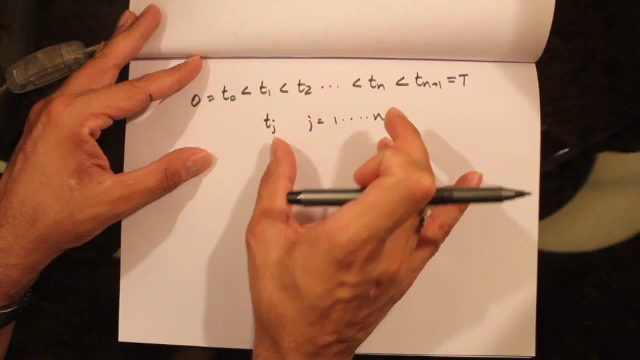 0 = t₀ < t₁ < t₂ ... < tₙ < tₙ₊₁ = T
tⱼ j = 1 ..... n